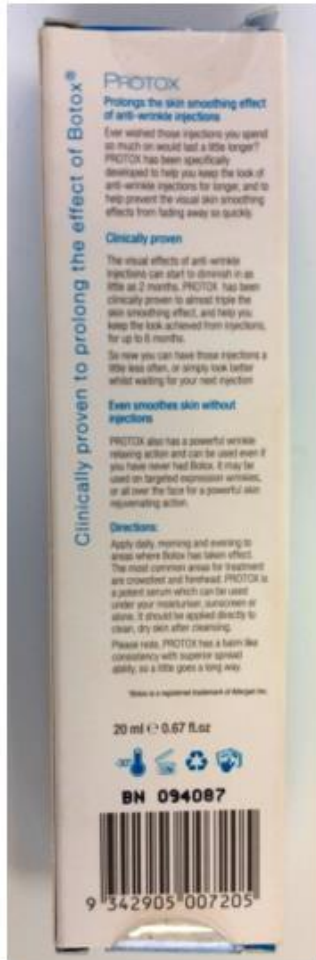 Clinically proven to prolong the effect of Botox®
PROTOX
Prolongs the skin smoothing effect
of anti-wrinkle injections
Ever wished those injections you spend
so much on would last a little longer?
PROTOX has been specifically
developed to help you keep the look of
anti-wrinkle injections for longer, and to
help prevent the visual skin smoothing
effects from fading away so quickly.
Clinically proven
The visual effects of anti-wrinkle
injections can start to diminish in as
little as 2 months. PROTOX has been
clinically proven to almost triple the
skin smoothing effect, and help you
keep the look achieved from injections,
for up to 6 months.
So now you can have those injections a
little less often, or simply look better
whilst waiting for your next injection
Even smoothes skin without
injections
PROTOX also has a powerful wrinkle
relaxing action and can be used even if
you have never had Botox. It may be
used on targeted expression wrinkles,
or all over the face for a powerful skin
rejuvenating action.
Directions:
Apply daily, morning and evening to
areas where Botox has taken effect.
The most common areas for treatment
are crowsfeet and forehead. PROTOX is
a potent serum which can be used
under your moisturiser, sunscreen or
alone. It should be applied directly to
clean, dry skin after cleansing.
Please note, PROTOX has a balm like
consistency with superior spread
ability, so a little goes a long way.
*Botox is a registered trademark of Allergan Inc.
20 ml ℮ 0.67 fl.oz
BN 094087
9 342905 007205